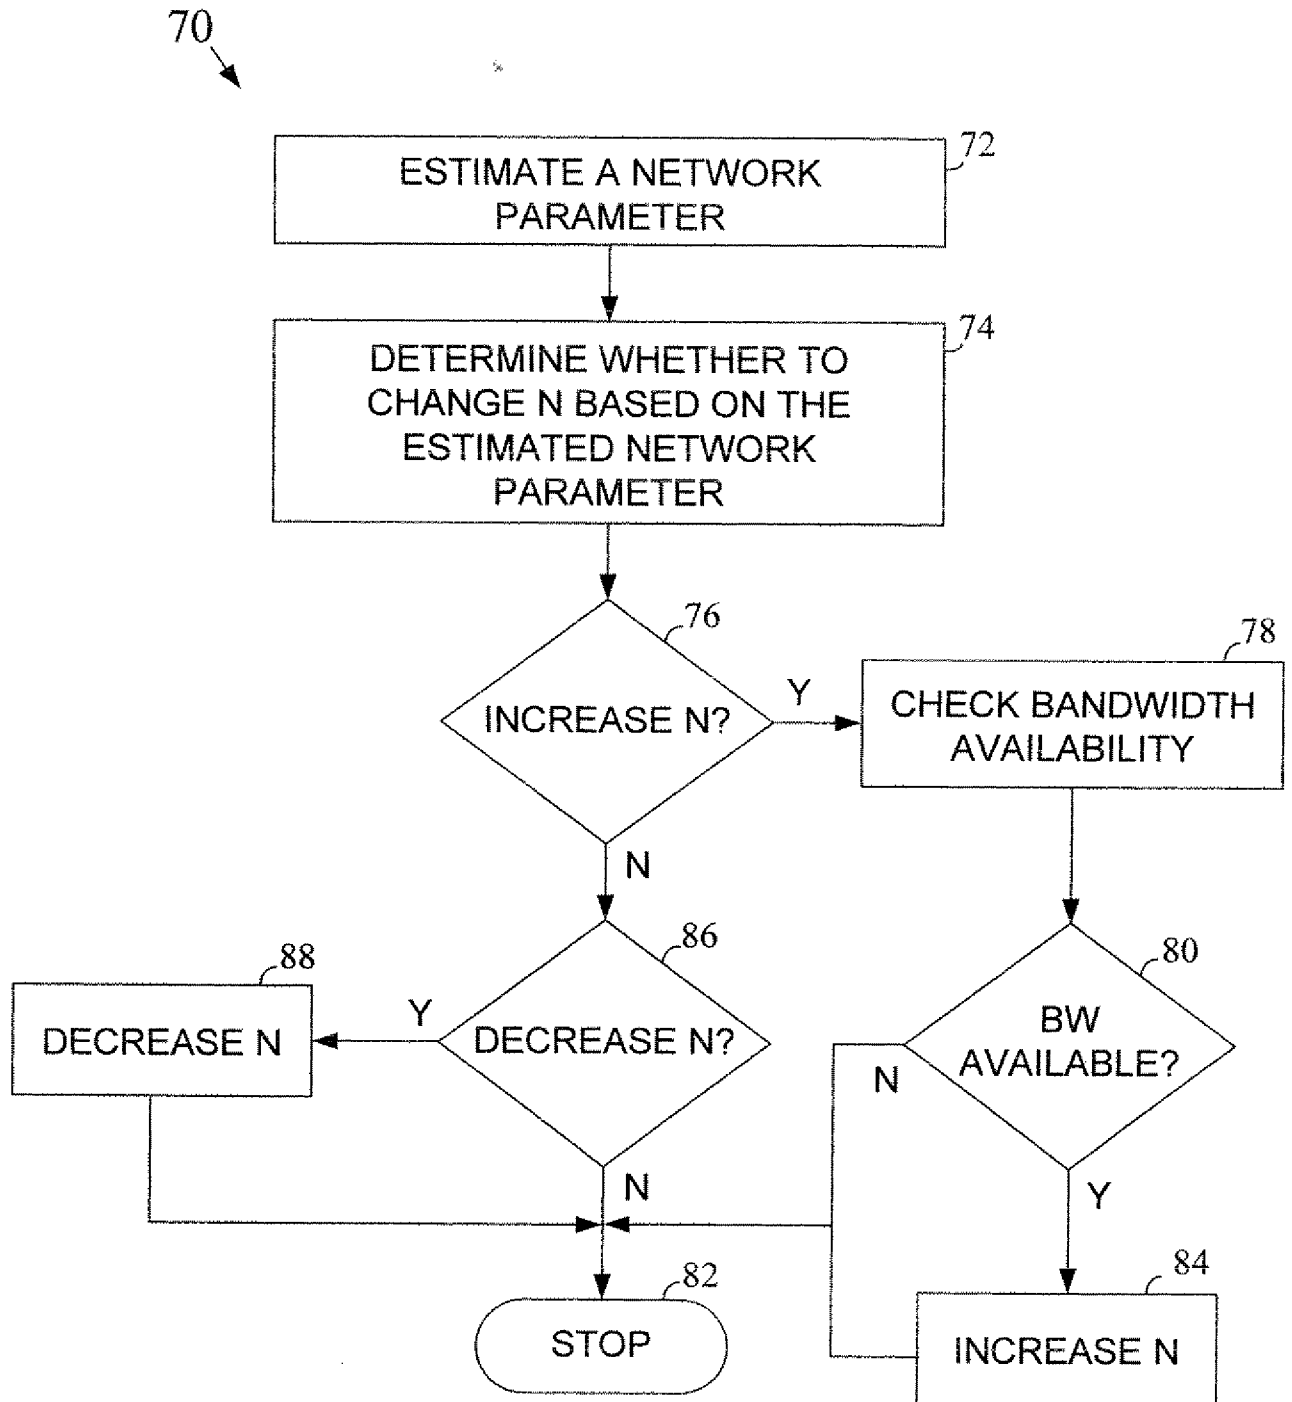 70
72
ESTIMATE A NETWORK
PARAMETER
74
DETERMINE WHETHER TO
CHANGE N BASED ON THE
ESTIMATED NETWORK
PARAMETER
76
INCREASE N?
Y
N
78
CHECK BANDWIDTH
AVAILABILITY
86
DECREASE N?
Y
N
88
DECREASE N
80
BW
AVAILABLE?
N
Y
82
STOP
84
INCREASE N